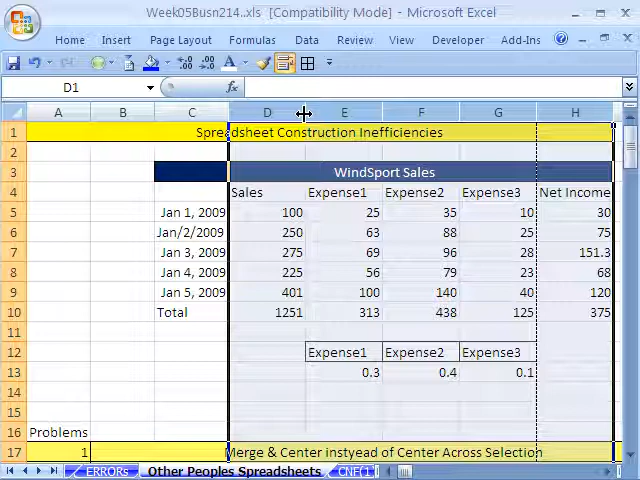 Week05Busn214..xls [Compatibility Mode] - Microsoft Excel
Home Insert Page Layout Formulas Data Review View Developer Add-Ins
D1 fx
A B C D E F G H
1 Spreadsheet Construction Inefficiencies
2
3 WindSport Sales
4 Sales Expense1 Expense2 Expense3 Net Income
5 Jan 1, 2009 100 25 35 10 30
6 Jan/2/2009 250 63 88 25 75
7 Jan 3, 2009 275 69 96 28 151.3
8 Jan 4, 2009 225 56 79 23 68
9 Jan 5, 2009 401 100 140 40 120
10 Total 1251 313 438 125 375
11
12 Expense1 Expense2 Expense3
13 0.3 0.4 0.1
14
15
16 Problems
17 1 Merge & Center instyead of Center Across Selection
ERRORs Other Peoples Spreadsheets CNF(1